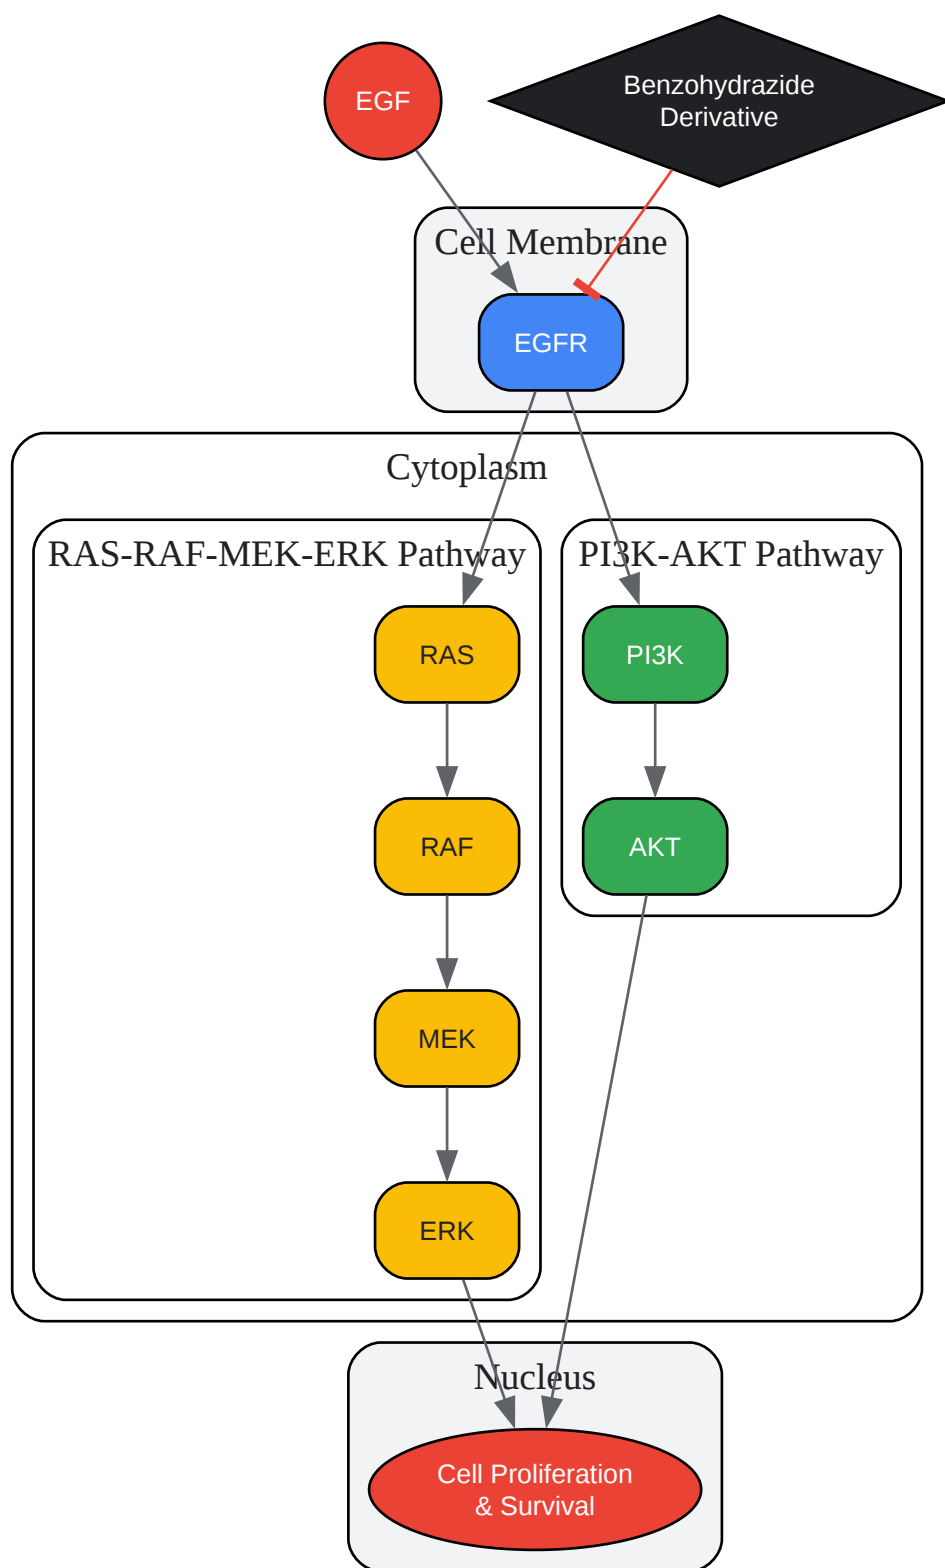 EGF
Benzohydrazide
Derivative
Cell Membrane
EGFR
Cytoplasm
RAS-RAF-MEK-ERK Pathway
PI3K-AKT Pathway
RAS
PI3K
RAF
AKT
MEK
ERK
Nucleus
Cell Proliferation
& Survival